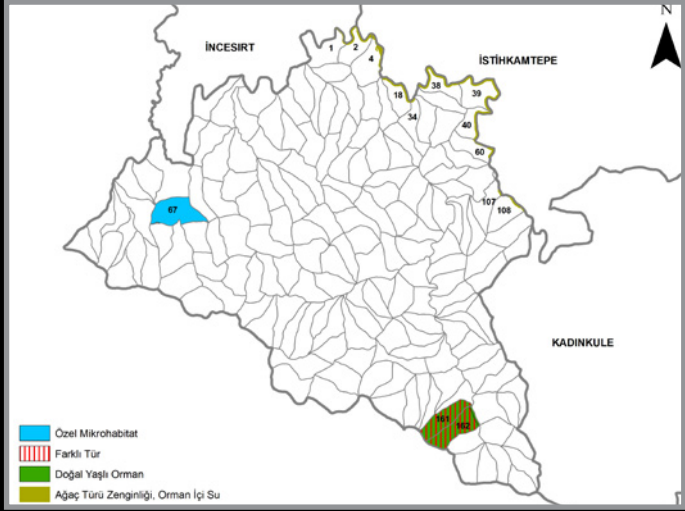 N
İNCESIRT
1
2
4
İSTİHKAMTEPE
38
39
18
34
40
60
107
108
67
KADINKULE
161
162
Özel Mikrohabitat
Farklı Tür
Doğal Yaşlı Orman
Ağaç Türü Zenginliği, Orman İçi Su